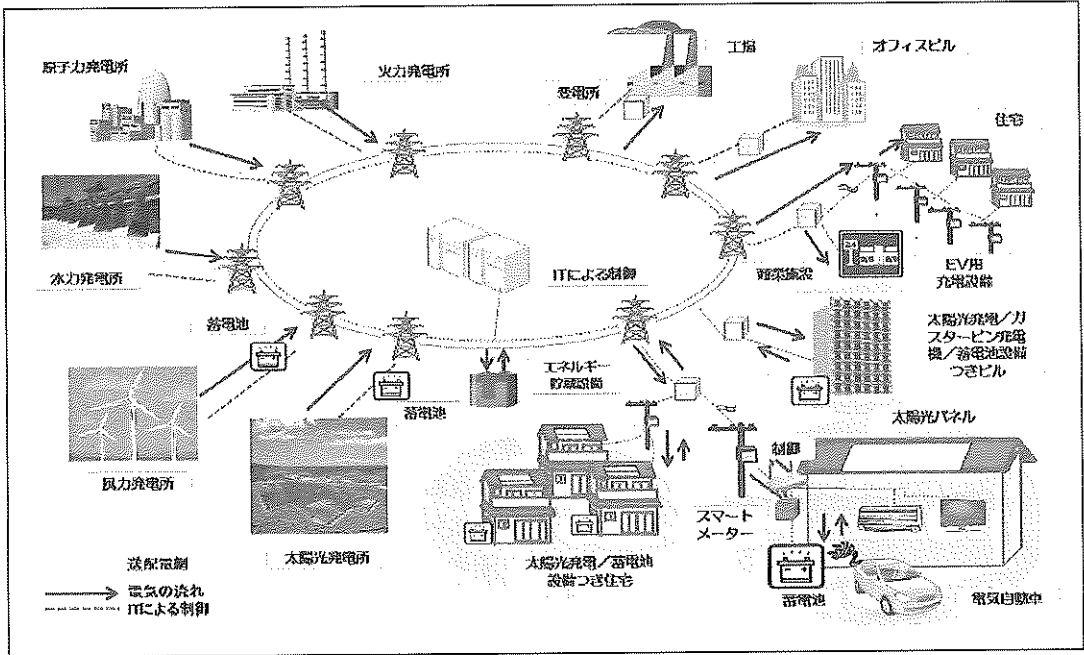 原子力発電所
火力発電所
変電所
工場
オフィスビル
住宅
水力発電所
ITによる制御
商業施設
EV用
充電設備
蓄電池
エネルギー
貯蔵設備
太陽光発電/ガ
スタービン発電
機/蓄電池設備
つきビル
蓄電池
太陽光パネル
風力発電所
太陽光発電所
太陽光発電/蓄電池
設備つき住宅
スマート
メーター
制御
蓄電池
電気自動車
送配電網
電気の流れ
ITによる制御